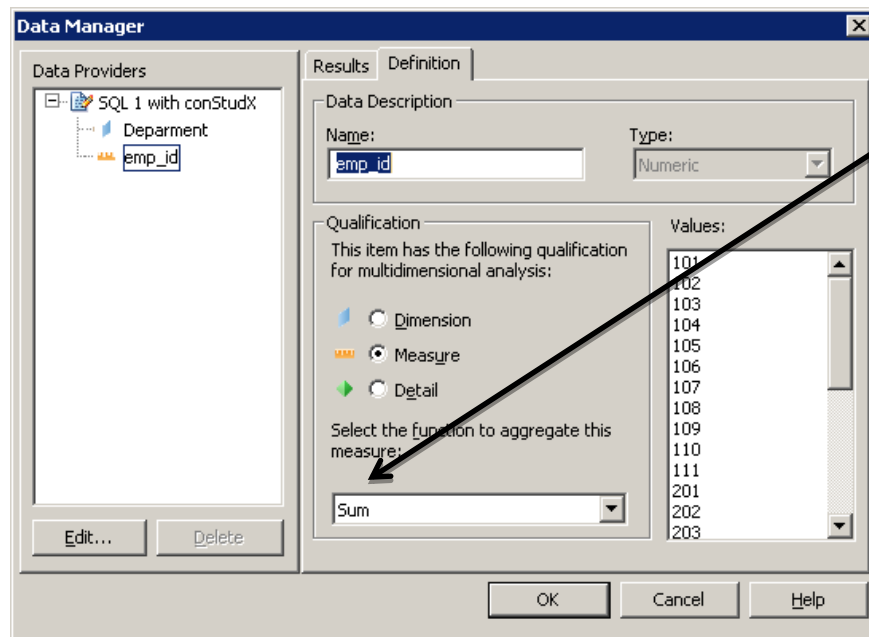 Data Manager
Data Providers
SQL 1 with conStudX
Deparment
emp_id
Edit...
Delete
Results
Definition
Data Description
Name:
Type:
emp_id
Numeric
Qualification
This item has the following qualification
for multidimensional analysis:
Dimension
Measure
Detail
Select the function to aggregate this
measure:
Sum
Values:
101
102
103
104
105
106
107
108
109
110
111
201
202
203
OK
Cancel
Help